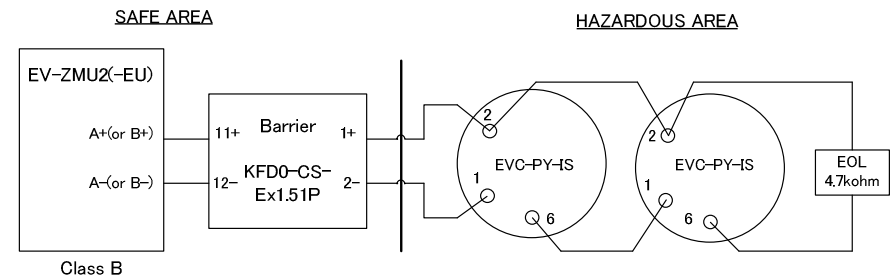 SAFE AREA
HAZARDOUS AREA
EV-ZMU2(-EU)
A+(or B+)
A-(or B-)
Class B
11+
Barrier
1+
12-
KFD0-CS-
Ex1.51P
2-
2
EVC-PY-IS
1
6
2
EVC-PY-IS
1
6
EOL
4.7kohm